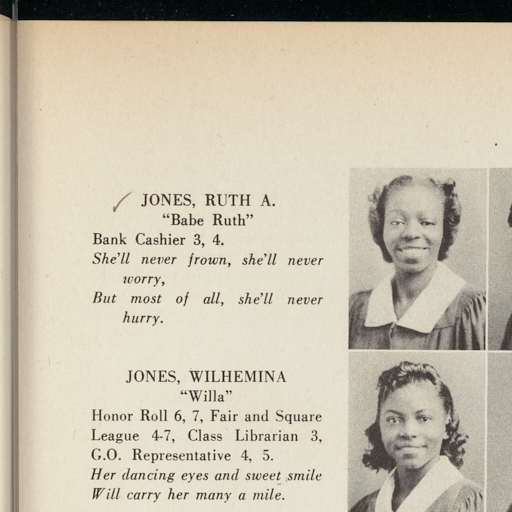 JONES, RUTH A.
"Babe Ruth"
Bank Cashier 3, 4.
She'll never frown, she'll never
worry,
But most of all, she'll never
hurry.
JONES, WILHEMINA
"Willa"
Honor Roll 6, 7, Fair and Square
League 4-7, Class Librarian 3,
G.O. Representative 4, 5.
Her dancing eyes and sweet smile
Will carry her many a mile.